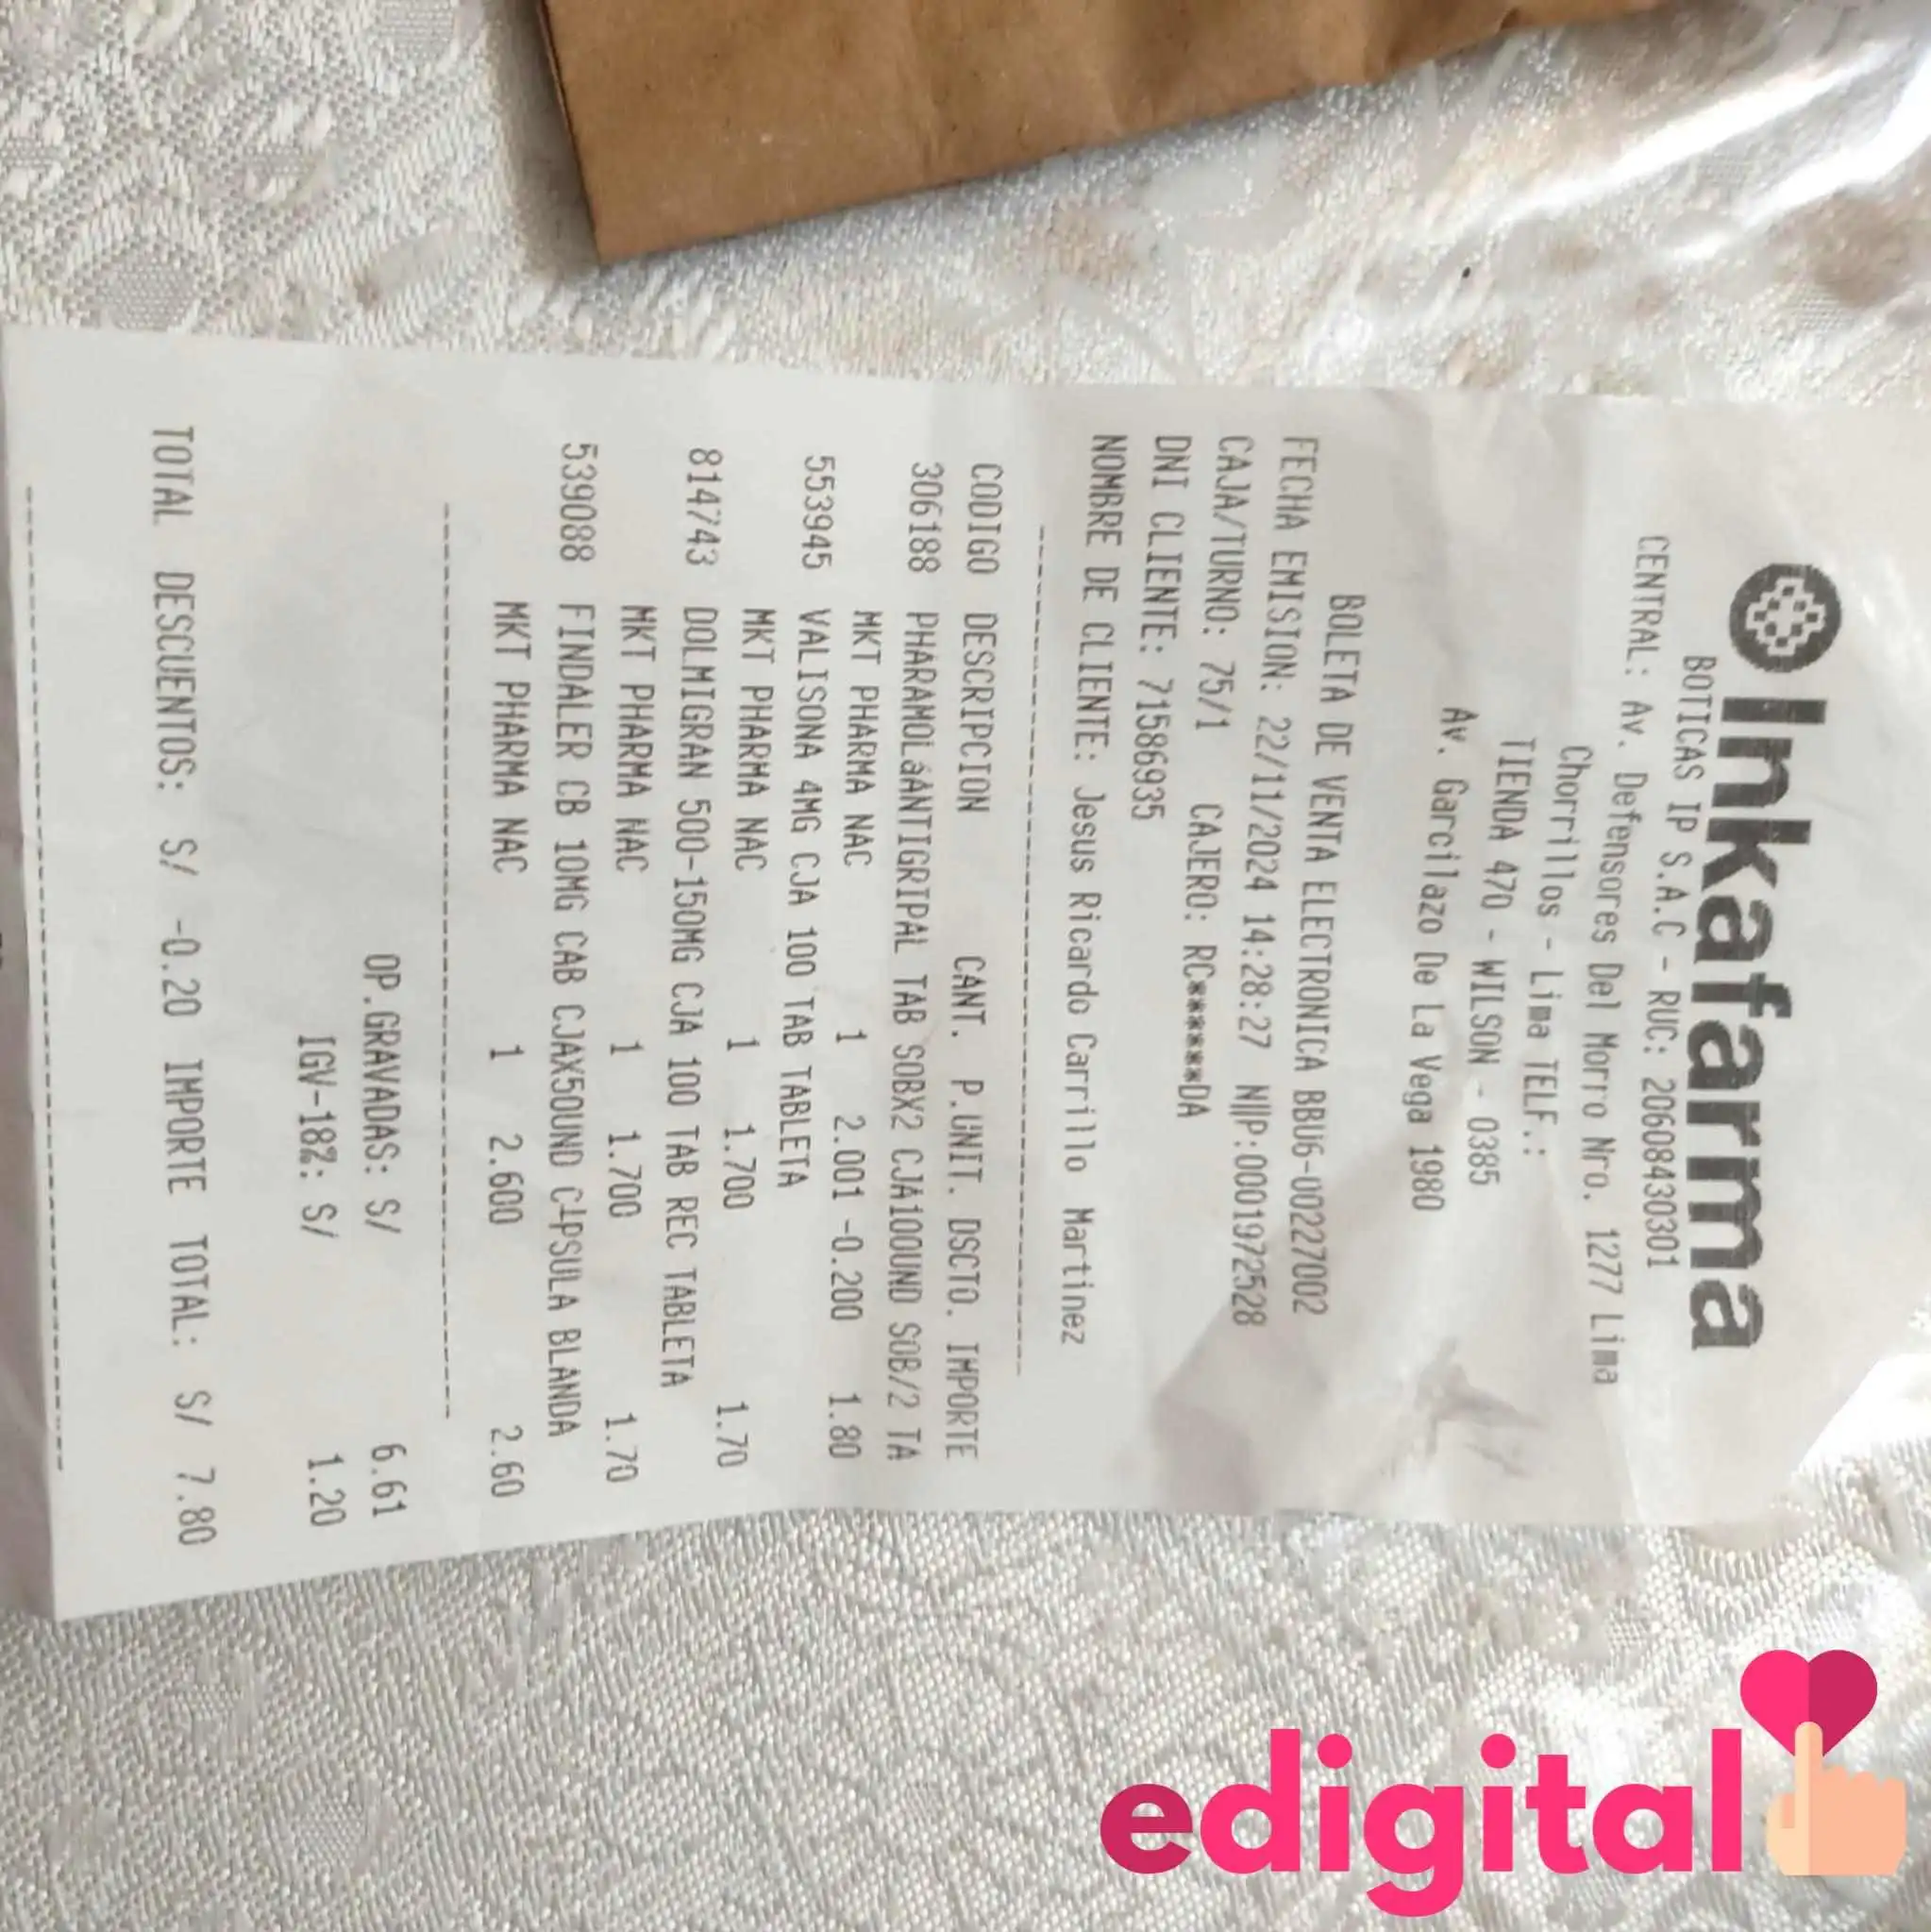 Inkafarma
BOTICAS IP S.A.C - RUC: 20608430301
CENTRAL: Av. Defensores Del Morro Nro. 1277 Lima
Chorrillos - Lima TELF.:
TIENDA 470 - WILSON - 0385
Av. Garcilazo De La Vega 1980
BOLETA DE VENTA ELECTRONICA BBU6-00227002
FECHA EMISION: 22/11/2024 14:28:27 N||P:0001972528
CAJA/TURNO: 75/1 CAJERO: RC******DA
DNI CLIENTE: 71586935
NOMBRE DE CLIENTE: Jesus Ricardo Carrillo Martinez
CODIGO DESCRIPCION CANT. P.UNIT. DSCTO. IMPORTE
306188 PHARAMOLáANTIGRIPAL TAB SOBX2 CJA100UND SOB/2 TA
MKT PHARMA NAC 1 2.001 -0.200 1.80
553945 VALISONA 4MG CJA 100 TAB TABLETA
MKT PHARMA NAC 1 1.700 1.70
814743 DOLMIGRAN 500-150MG CJA 100 TAB REC TABLETA
MKT PHARMA NAC 1 1.700 1.70
539088 FINDALER CB 10MG CAB CJAX50UND C┴PSULA BLANDA
MKT PHARMA NAC 1 2.600 2.60
OP.GRAVADAS: S/ 6.61
IGV-18%: S/ 1.20
TOTAL DESCUENTOS: S/ -0.20 IMPORTE TOTAL: S/ 7.80
edigital